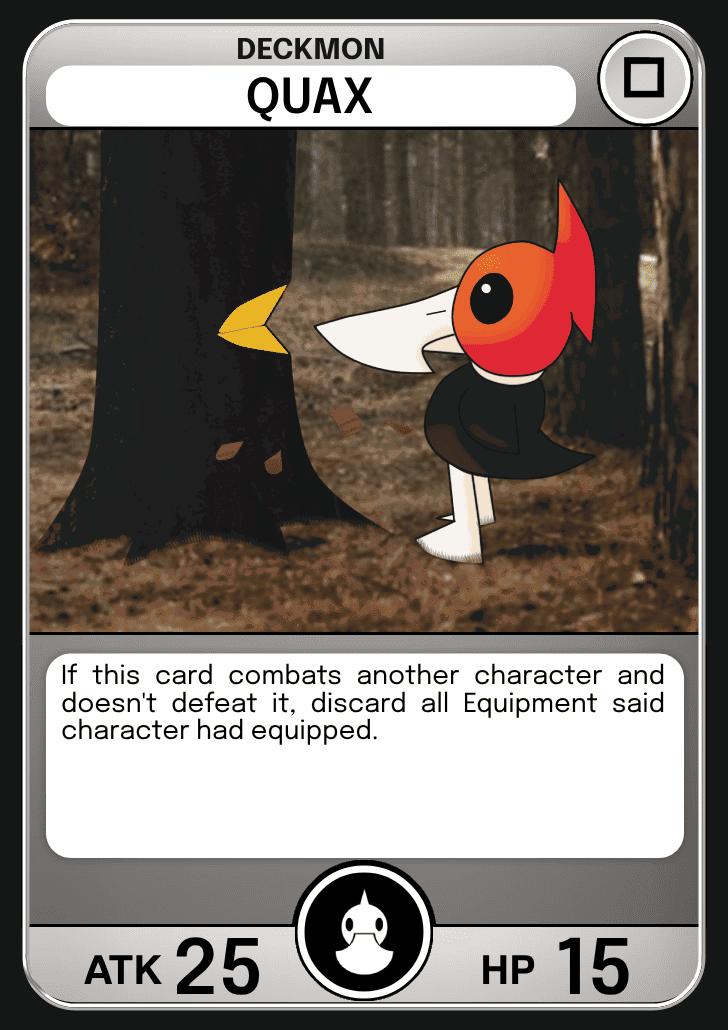 DECKMON
QUAX
If this card combats another character and
doesn't defeat it, discard all Equipment said
character had equipped.
ATK 25
HP 15